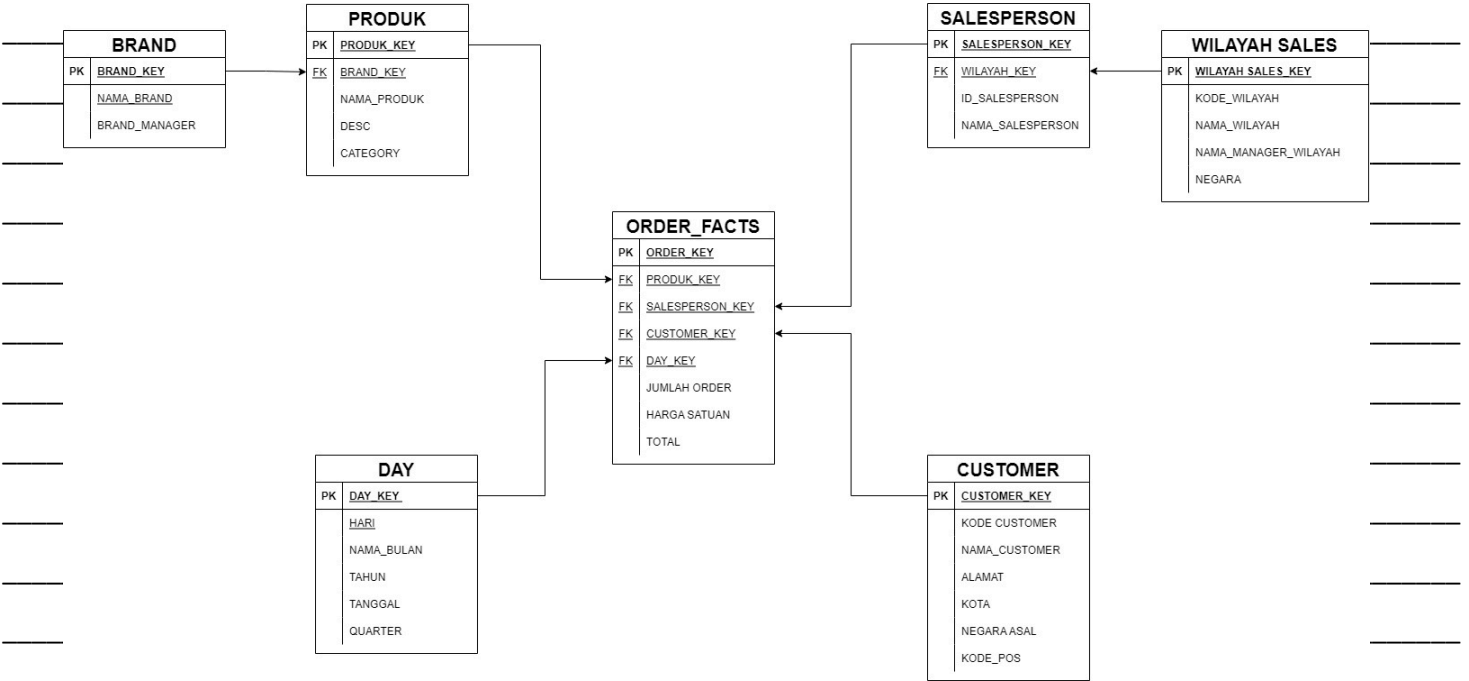 BRAND
PK BRAND_KEY
NAMA_BRAND
BRAND_MANAGER
PRODUK
PK PRODUK_KEY
FK BRAND_KEY
NAMA_PRODUK
DESC
CATEGORY
SALESPERSON
PK SALESPERSON_KEY
FK WILAYAH_KEY
ID_SALESPERSON
NAMA_SALESPERSON
WILAYAH SALES
PK WILAYAH SALES_KEY
KODE_WILAYAH
NAMA_WILAYAH
NAMA_MANAGER_WILAYAH
NEGARA
ORDER_FACTS
PK ORDER_KEY
FK PRODUK_KEY
FK SALESPERSON_KEY
FK CUSTOMER_KEY
FK DAY_KEY
JUMLAH ORDER
HARGA SATUAN
TOTAL
DAY
PK DAY_KEY
HARI
NAMA_BULAN
TAHUN
TANGGAL
QUARTER
CUSTOMER
PK CUSTOMER_KEY
KODE CUSTOMER
NAMA_CUSTOMER
ALAMAT
KOTA
NEGARA ASAL
KODE_POS